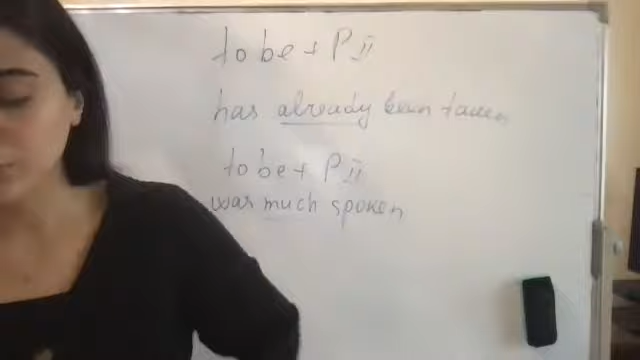 to be + P II
has already been taken
to be + P II
was much spoken